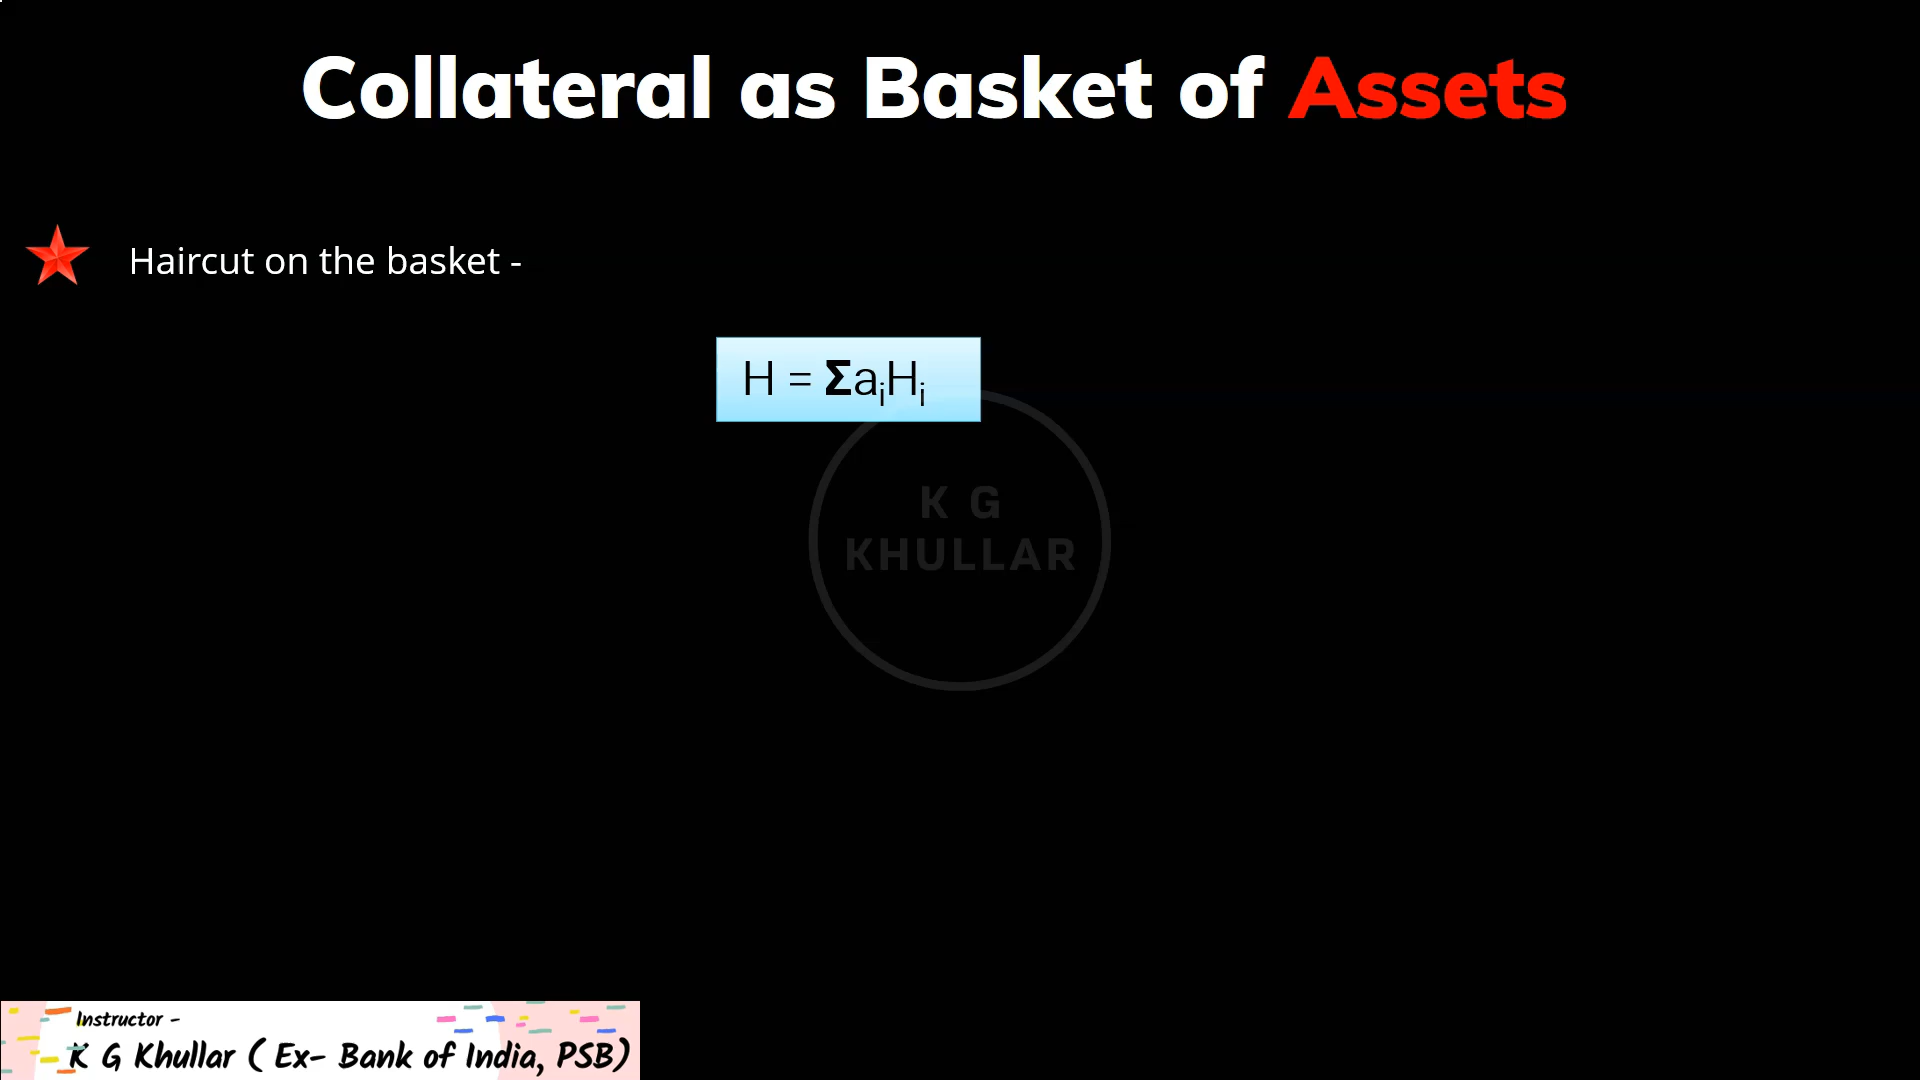 Collateral as Basket of Assets
Haircut on the basket -
H = ΣaᵢHᵢ
K G
KHULLAR
Instructor -
K G Khullar ( Ex- Bank of India, PSB)